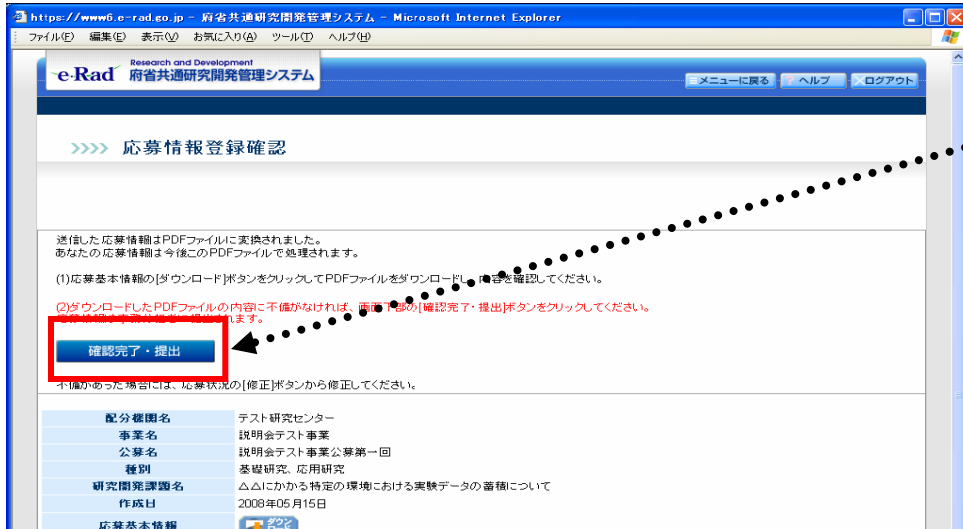 https://www6.e-rad.go.jp - 府省共通研究開発管理システム - Microsoft Internet Explorer
ファイル(F) 編集(E) 表示(V) お気に入り(A) ツール(T) ヘルプ(H)
e-Rad Research and Development 府省共通研究開発管理システム
メニューに戻る ? ヘルプ ログアウト
>>>> 応募情報登録確認
送信した応募情報はPDFファイルに変換されました。
あなたの応募情報は今後このPDFファイルで処理されます。
(1)応募基本情報の[ダウンロード]ボタンをクリックしてPDFファイルをダウンロードし、内容を確認してください。
(2)ダウンロードしたPDFファイルの内容に不備がなければ、画面下部の[確認完了・提出]ボタンをクリックしてください。
応募情報は事務分担者に提出されます。
確認完了・提出
不備があった場合には、応募状況の[修正]ボタンから修正してください。
配分機関名 テスト研究センター
事業名 説明会テスト事業
公募名 説明会テスト事業公募第一回
種別 基礎研究、応用研究
研究開発課題名 △△にかかる特定の環境における実験データの蓄積について
作成日 2008年05月15日
応募基本情報